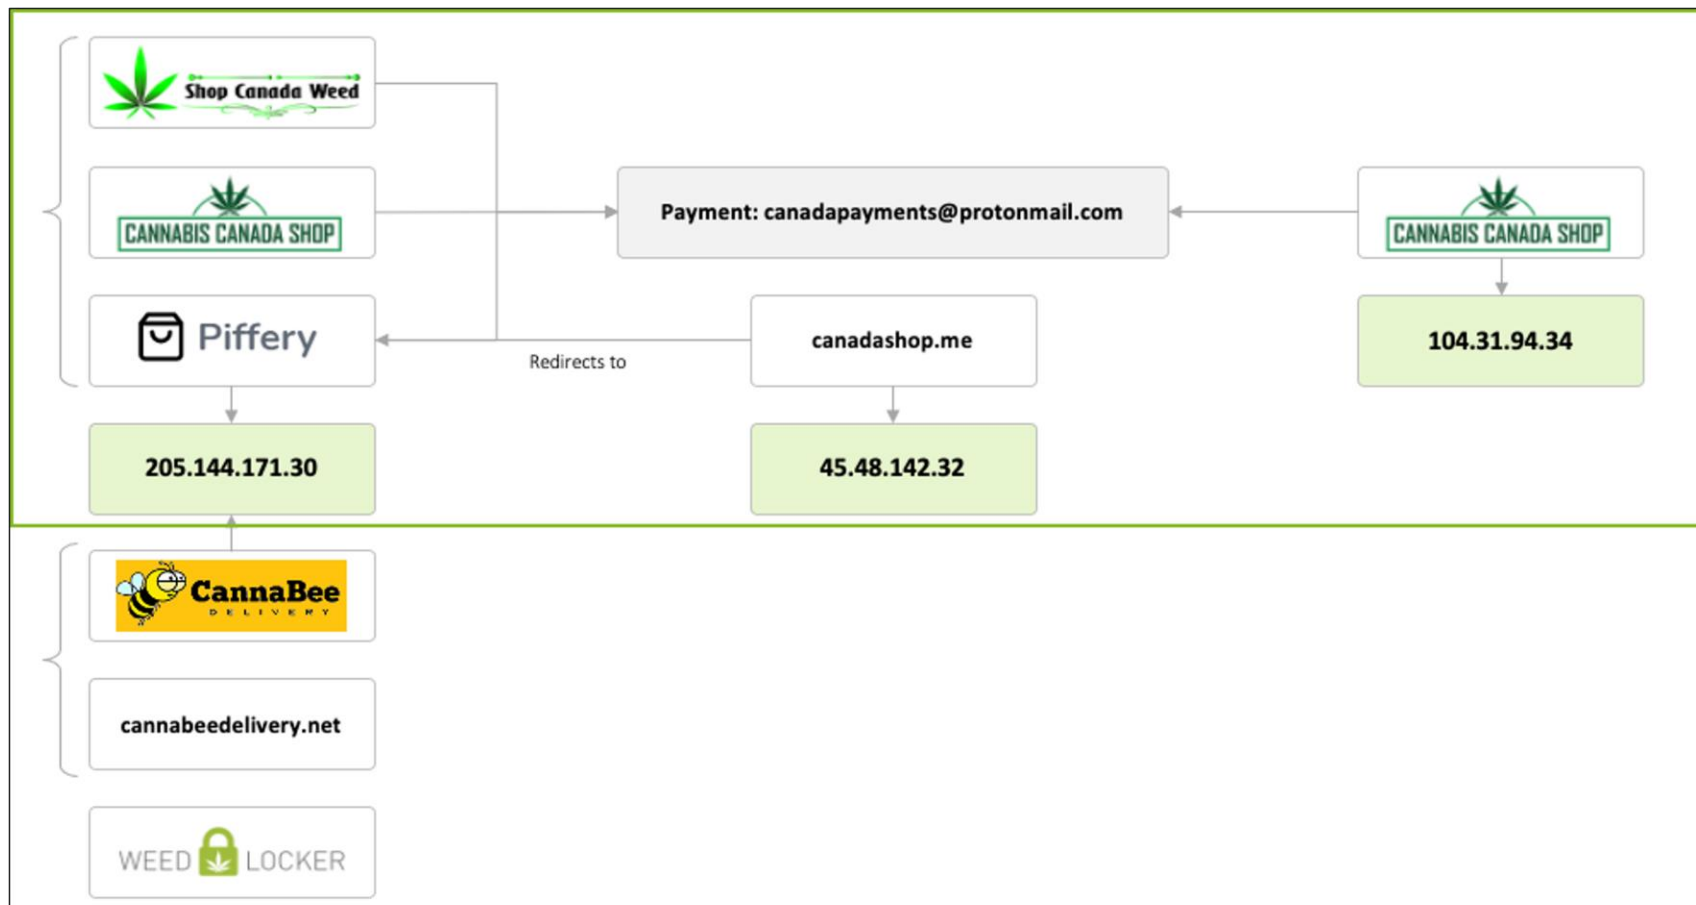 Shop Canada Weed
CANNABIS CANADA SHOP
Payment: canadapayments@protonmail.com
CANNABIS CANADA SHOP
Piffery
Redirects to
canadashop.me
104.31.94.34
205.144.171.30
45.48.142.32
CannaBee
DELIVERY
cannabeedelivery.net
WEED LOCKER